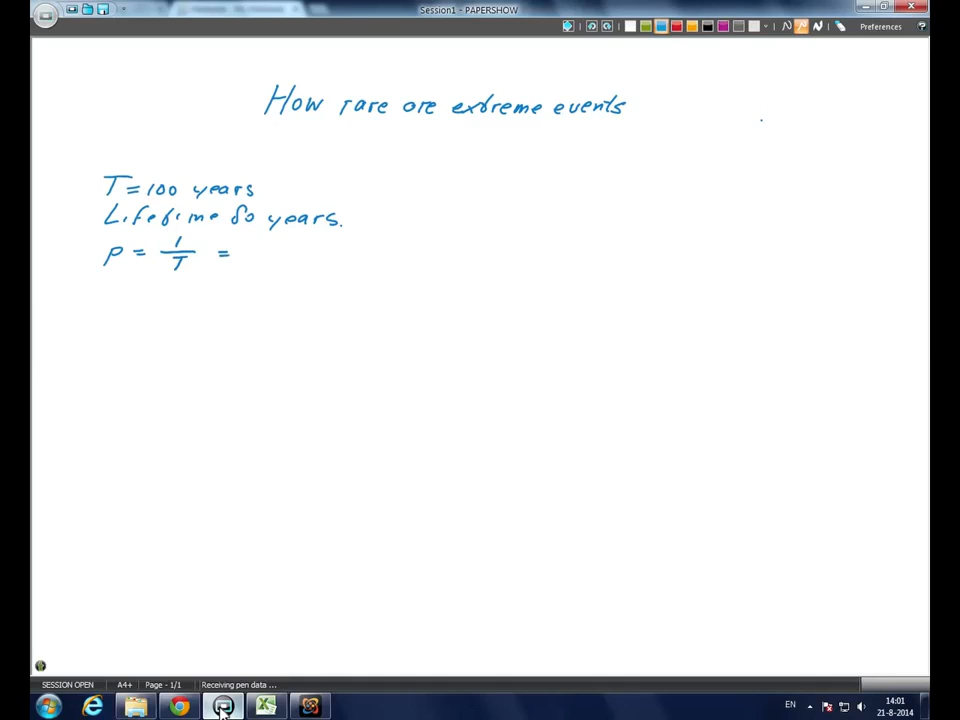 Session1 - PAPERSHOW
Preferences
How rare are extreme events
T = 100 years
Lifetime 80 years.
p = 1/T =
SESSION OPEN A4+ Page - 1/1 Receiving pen data ...
EN 14:01
21-8-2014